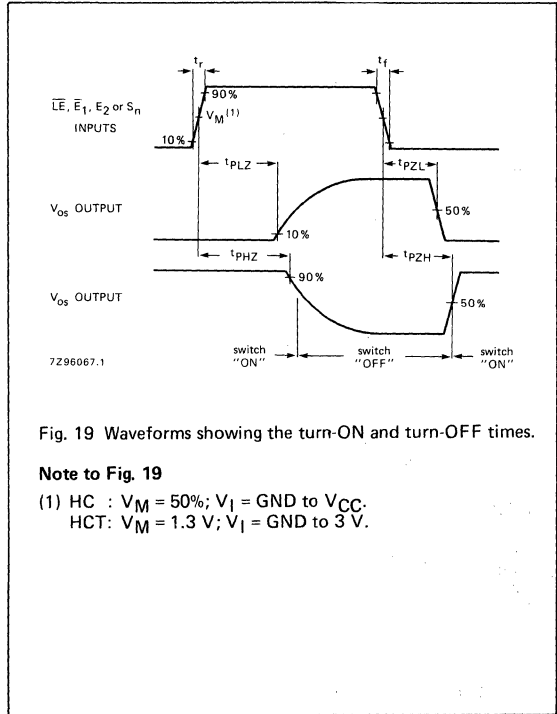 tr
tf
LE, E1, E2 or Sn
INPUTS
90%
VM(1)
10%
tPLZ
tPZL
Vos OUTPUT
50%
10%
tPHZ
tPZH
90%
Vos OUTPUT
50%
switch "ON"
switch "OFF"
switch "ON"
7Z96067.1
Fig. 19 Waveforms showing the turn-ON and turn-OFF times.
Note to Fig. 19
(1) HC : VM = 50%; VI = GND to VCC.
HCT: VM = 1.3 V; VI = GND to 3 V.